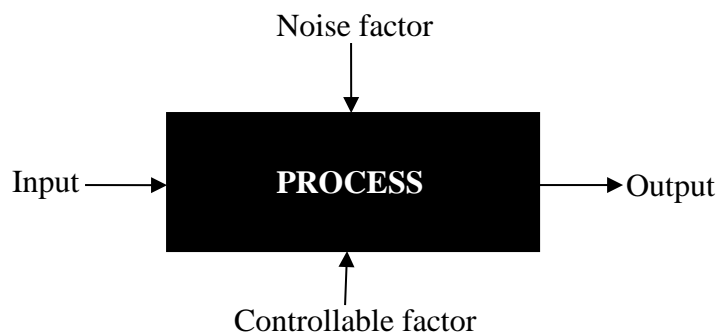 Noise factor
Input
PROCESS
Output
Controllable factor